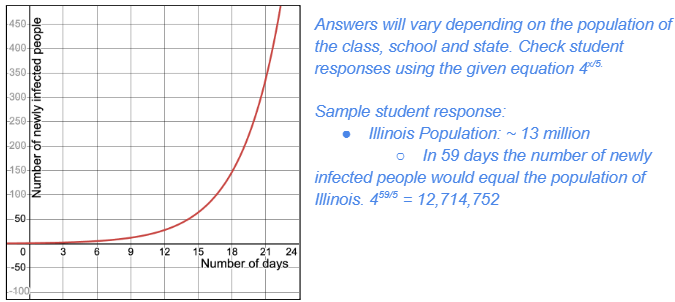 450
400
350
300
250
200
150
100
50
0
-50
-100
Number of newly infected people
3 6 9 12 15 18 21 24
Number of days
Answers will vary depending on the population of
the class, school and state. Check student
responses using the given equation 4^x/5.
Sample student response:
● Illinois Population: ~ 13 million
○ In 59 days the number of newly
infected people would equal the population of
Illinois. 4^59/5 = 12,714,752